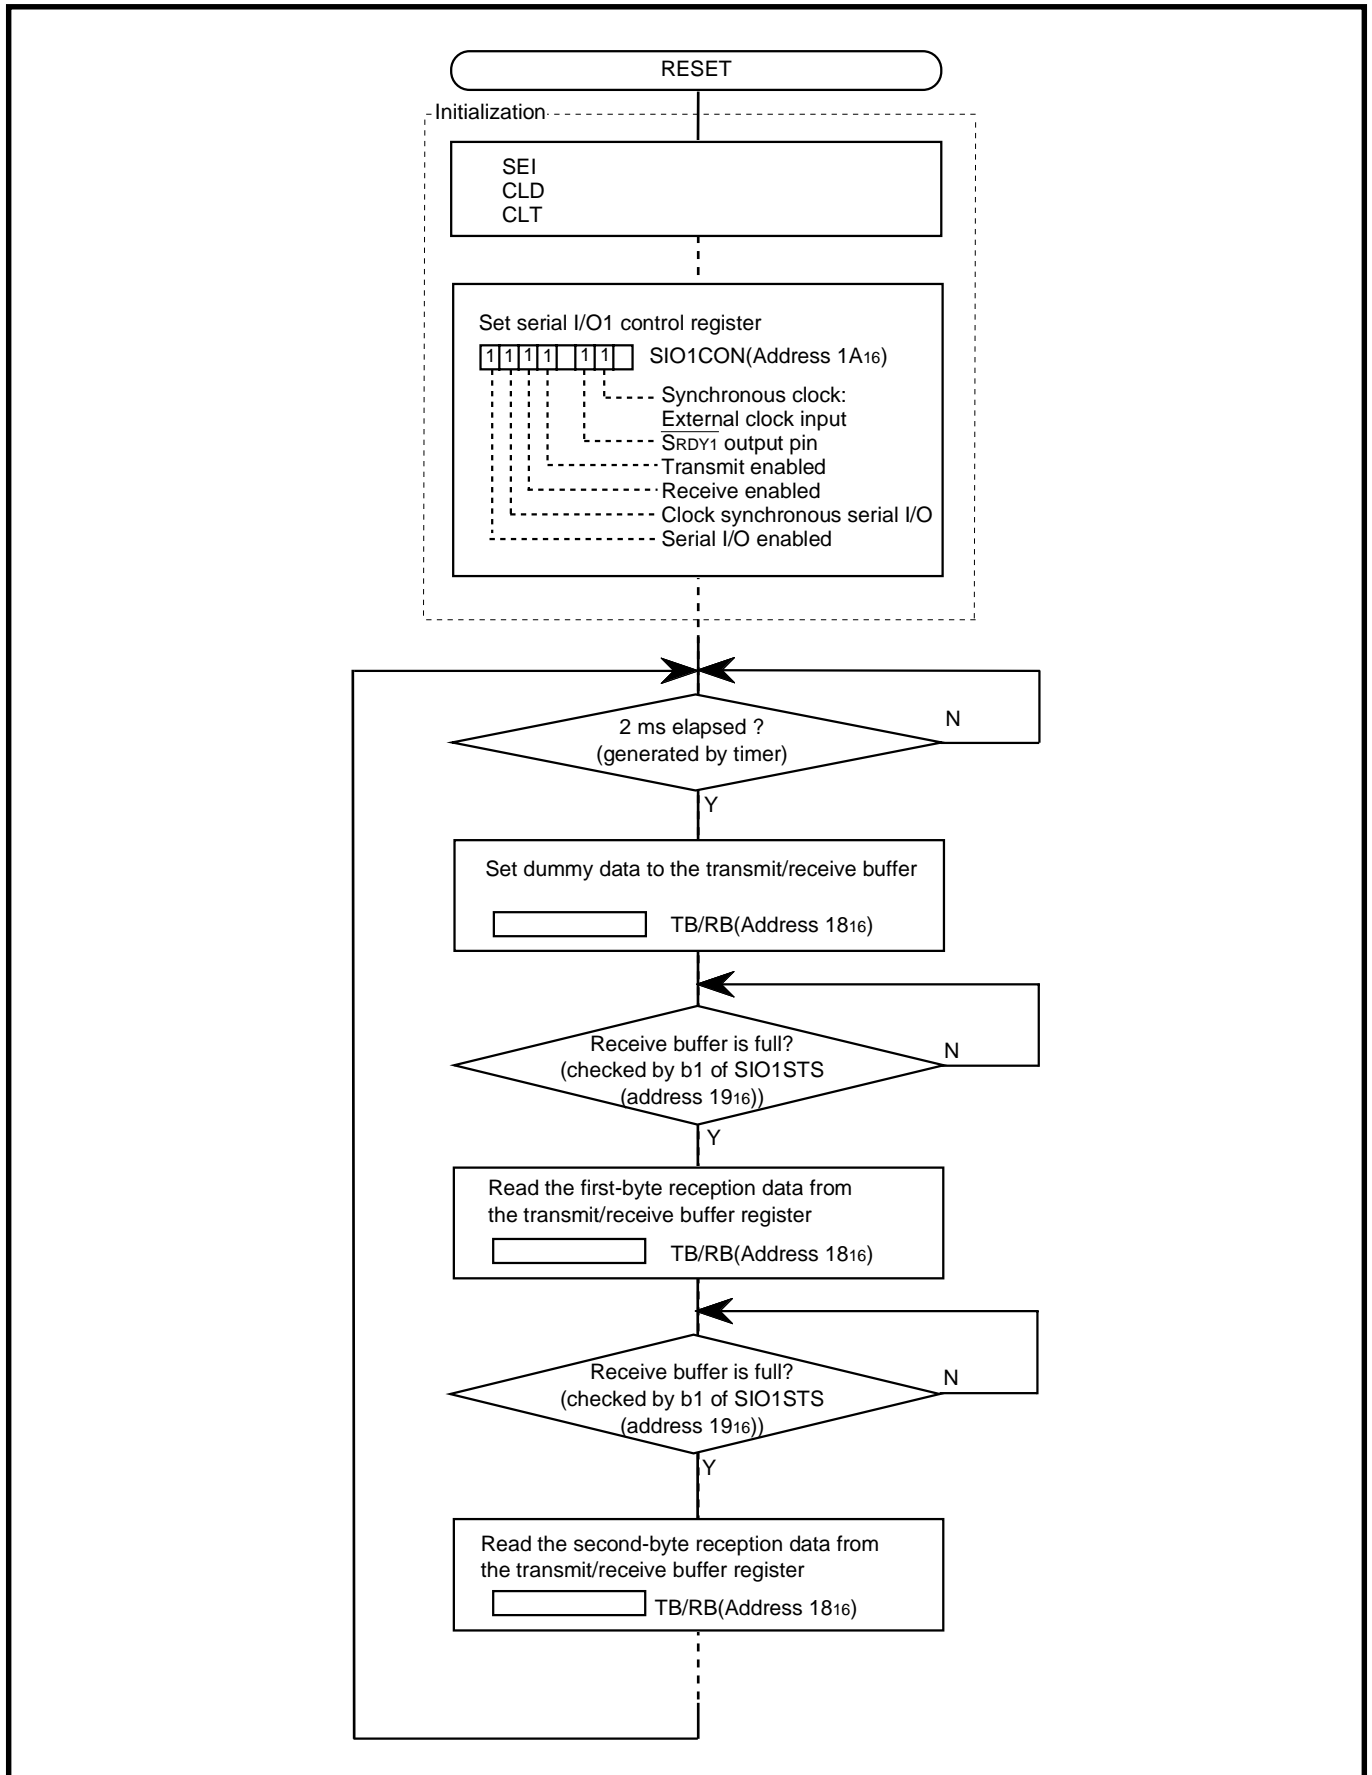 RESET
Initialization
SEI
CLD
CLT
Set serial I/O1 control register
1 1 1 1 1 1 SIO1CON(Address 1A16)
Synchronous clock:
External clock input
SRDY1 output pin
Transmit enabled
Receive enabled
Clock synchronous serial I/O
Serial I/O enabled
2 ms elapsed ?
(generated by timer)
N
Y
Set dummy data to the transmit/receive buffer
TB/RB(Address 1816)
Receive buffer is full?
(checked by b1 of SIO1STS
(address 1916))
N
Y
Read the first-byte reception data from
the transmit/receive buffer register
TB/RB(Address 1816)
Receive buffer is full?
(checked by b1 of SIO1STS
(address 1916))
N
Y
Read the second-byte reception data from
the transmit/receive buffer register
TB/RB(Address 1816)